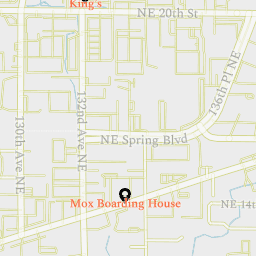 King's
NE 20th St
136th Pl NE
130th Ave NE
132nd Ave NE
NE Spring Blvd
Mox Boarding House
NE 14th